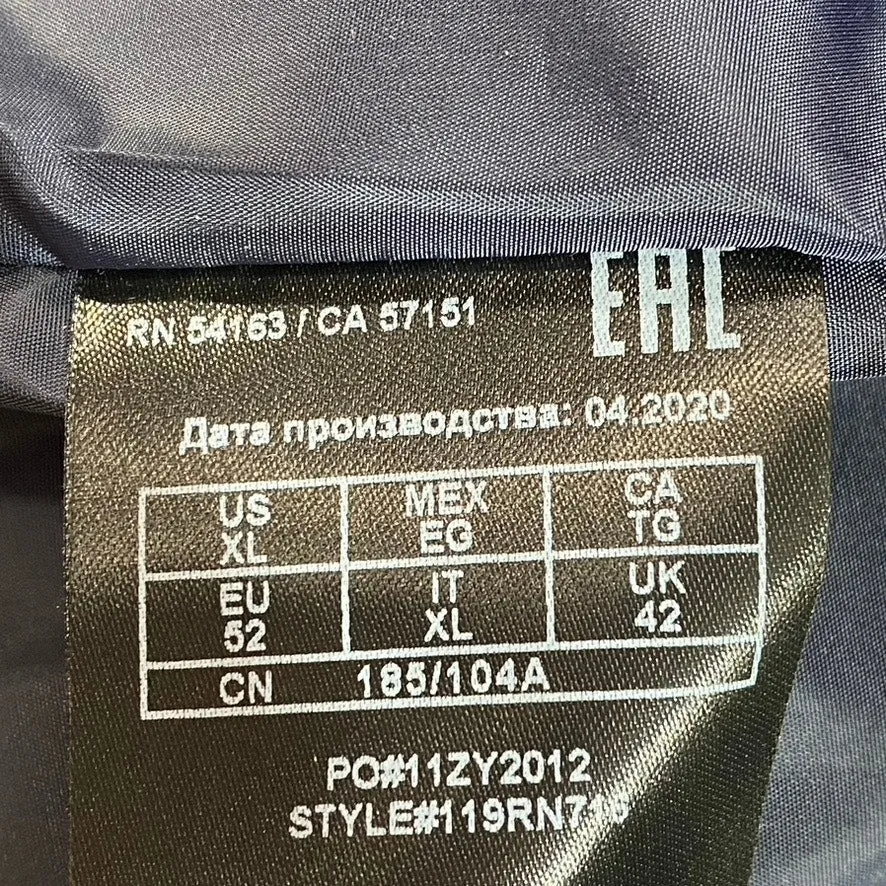 EAC
RN 54163 / CA 57151
Дата производства: 04.2020
US MEX CA
XL EG TG
EU IT UK
52 XL 42
CN 185/104A
PO#11ZY2012
STYLE#119RN716